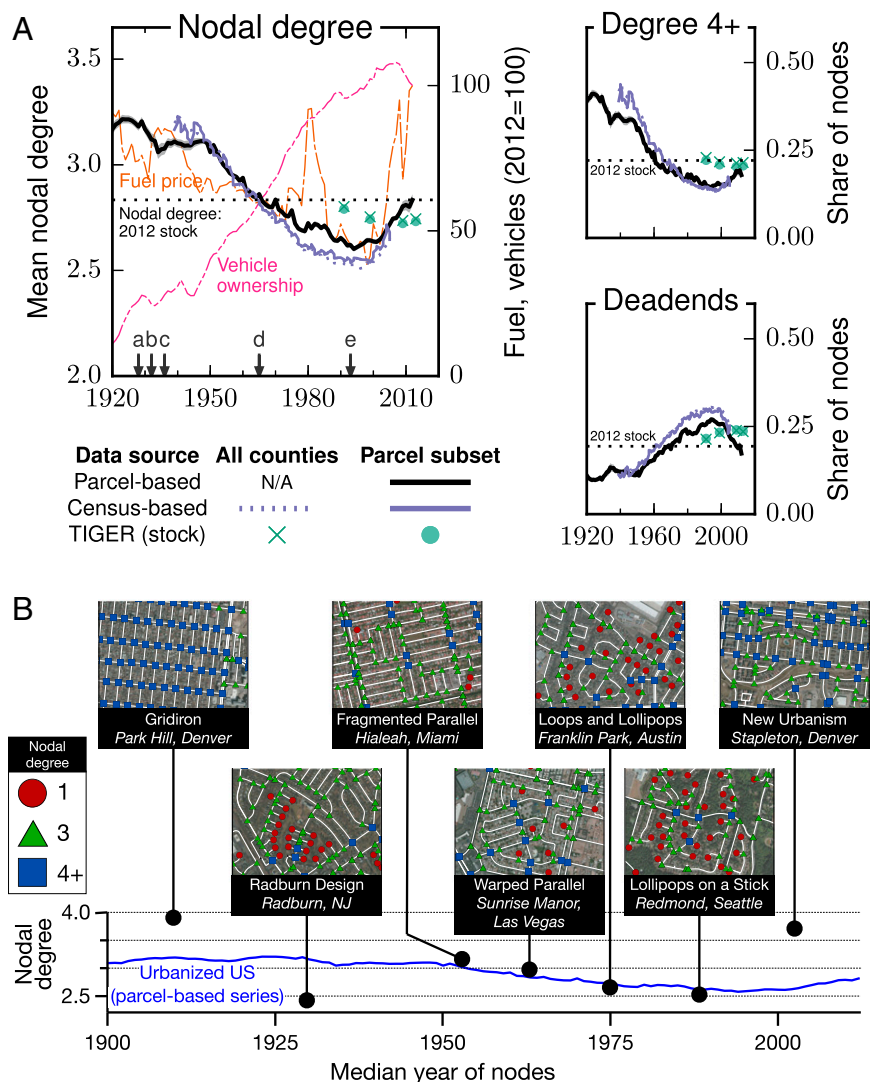 A
Nodal degree
Mean nodal degree
3.5
3.0
2.5
2.0
Fuel price
Nodal degree:
2012 stock
Vehicle
ownership
a b c d e
1920 1950 1980 2010
100
50
0
Fuel, vehicles (2012=100)
Degree 4+
2012 stock
0.50
0.25
0.00
Share of nodes
Deadends
2012 stock
0.50
0.25
0.00
Share of nodes
1920 1960 2000
Data source All counties Parcel subset
Parcel-based N/A
Census-based
TIGER (stock)
B
Gridiron
Park Hill, Denver
Fragmented Parallel
Hialeah, Miami
Loops and Lollipops
Franklin Park, Austin
New Urbanism
Stapleton, Denver
Nodal
degree
1
3
4+
Radburn Design
Radburn, NJ
Warped Parallel
Sunrise Manor,
Las Vegas
Lollipops on a Stick
Redmond, Seattle
Nodal
degree
4.0
2.5
Urbanized US
(parcel-based series)
1900 1925 1950 1975 2000
Median year of nodes